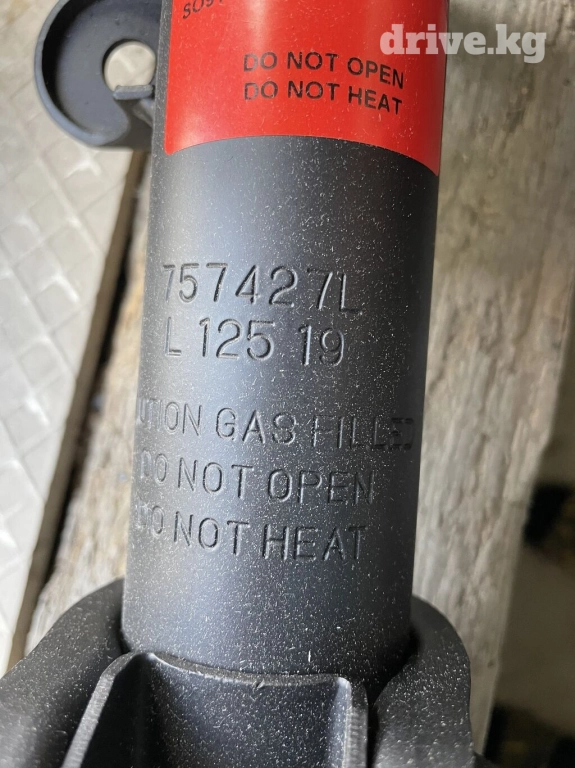 drive.kg
DO NOT OPEN
DO NOT HEAT
757427L
L 125 19
UTION GAS FILLED
DO NOT OPEN
DO NOT HEAT